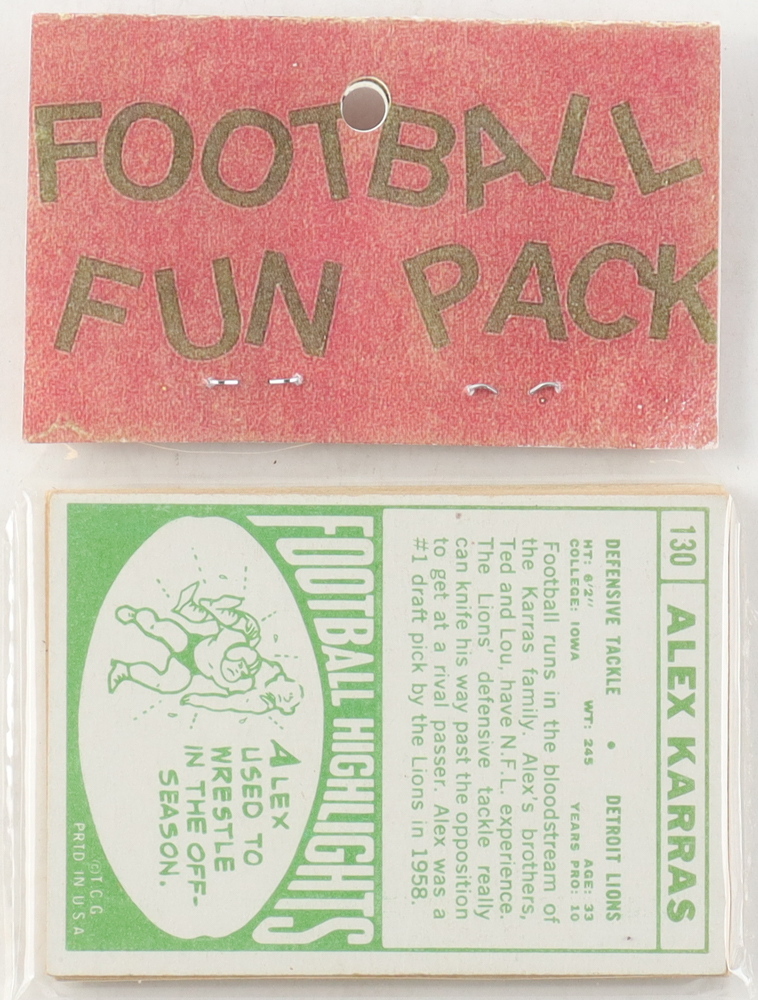 FOOTBALL
FUN PACK
130 ALEX KARRAS
DEFENSIVE TACKLE • DETROIT LIONS
HT: 6'2" WT: 245 AGE: 33
COLLEGE: IOWA YEARS PRO: 10
Football runs in the bloodstream of
the Karras family. Alex's brothers,
Ted and Lou, have N.F.L. experience.
The Lions' defensive tackle really
can knife his way past the opposition
to get at a rival passer. Alex was a
#1 draft pick by the Lions in 1958.
FOOTBALL HIGHLIGHTS
ALEX
USED TO
WRESTLE
IN THE OFF-
SEASON.
©T.C.G.
PRTD IN U.S.A.